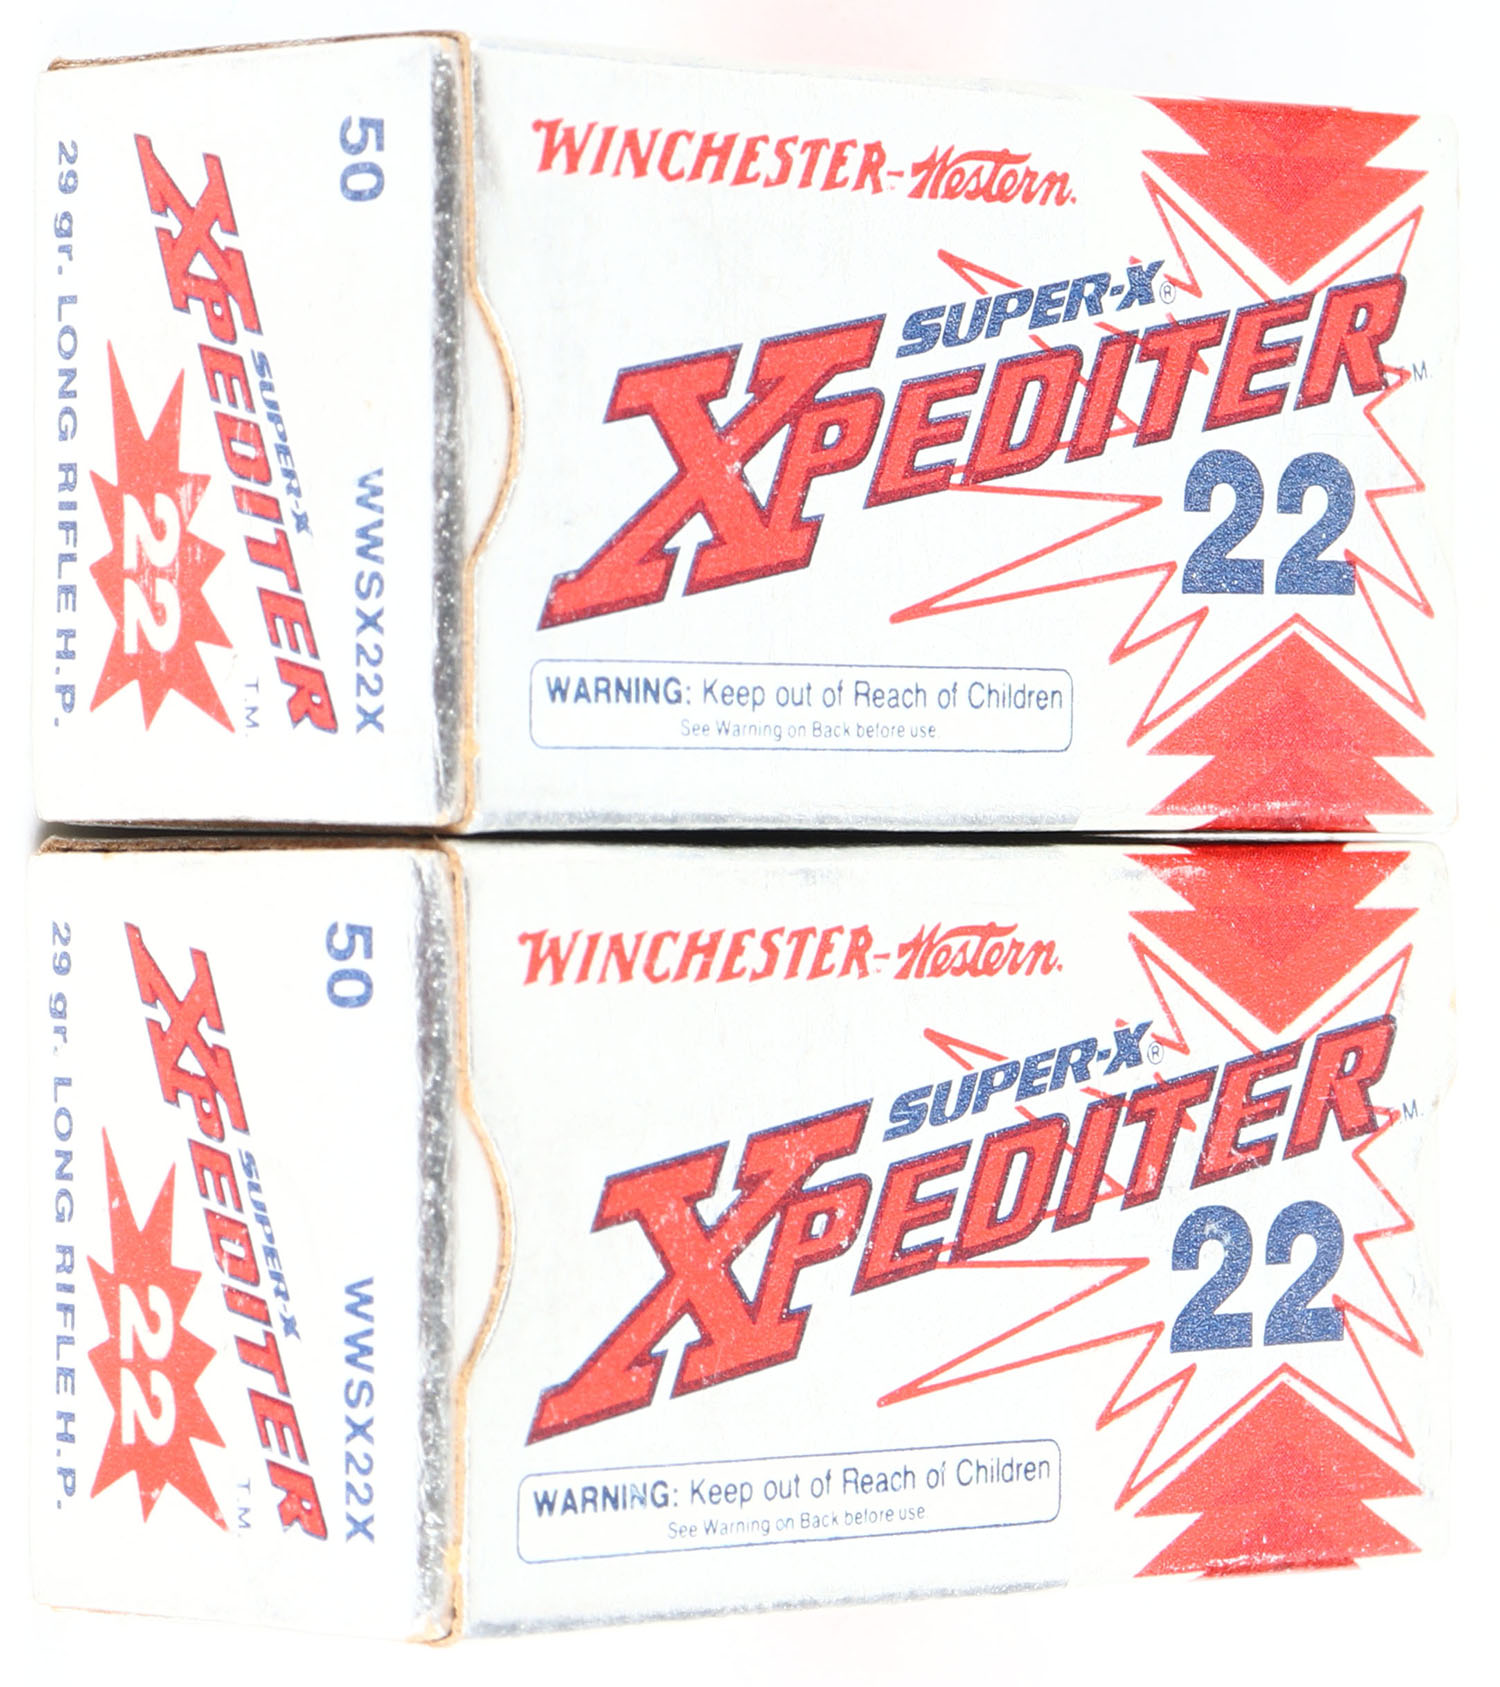 50
WWSX22X
SUPER-X
XPEDITER
T.M.
22
29 gr. LONG RIFLE H.P.
WINCHESTER-Western.
SUPER-X®
XPEDITER
22
WARNING: Keep out of Reach of Children
See Warning on Back before use.
50
WWSX22X
SUPER-X
XPEDITER
T.M.
22
29 gr. LONG RIFLE H.P.
WINCHESTER-Western.
SUPER-X®
XPEDITER
22
WARNING: Keep out of Reach of Children
See Warning on Back before use.